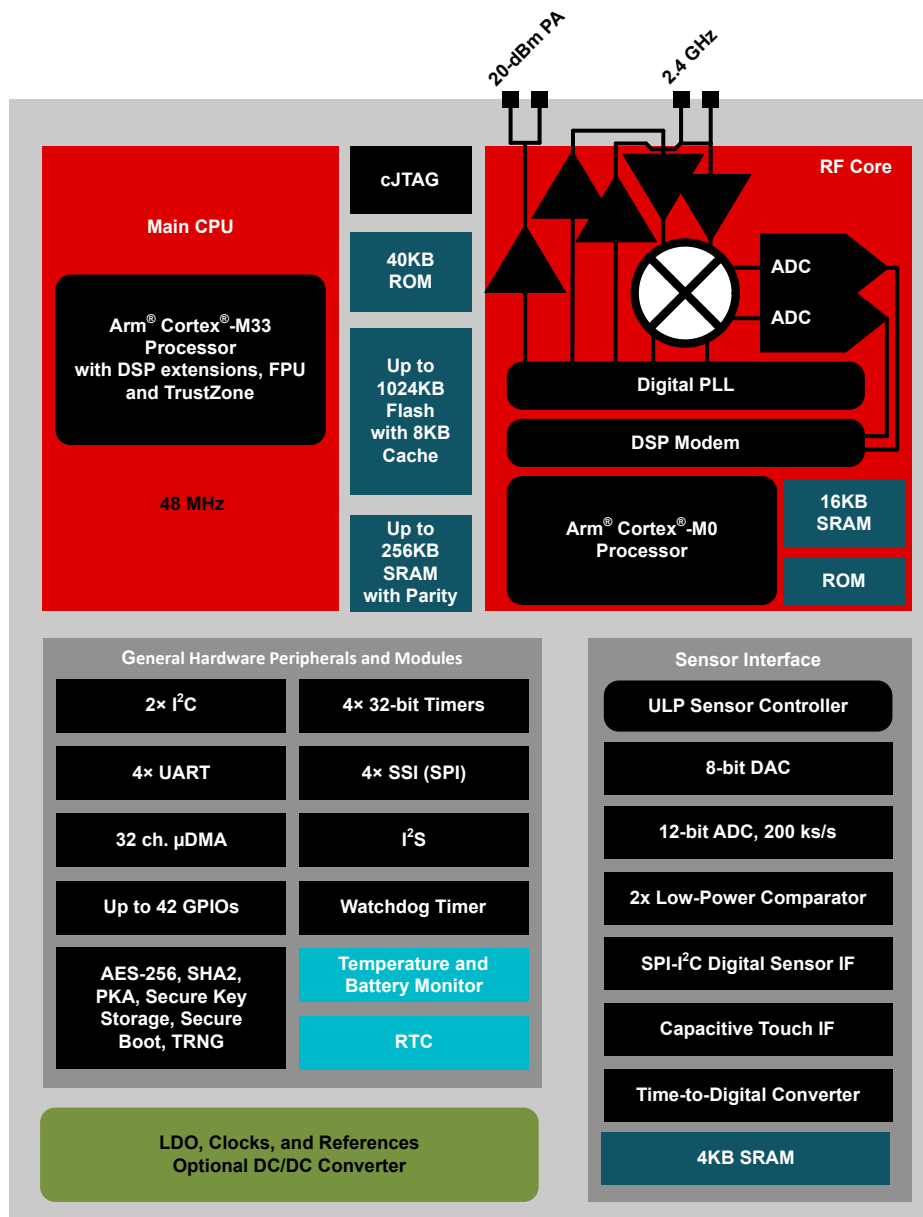 20-dBm PA
2.4 GHz
Main CPU
Arm® Cortex®-M33
Processor
with DSP extensions, FPU
and TrustZone
48 MHz
cJTAG
40KB
ROM
Up to
1024KB
Flash
with 8KB
Cache
Up to
256KB
SRAM
with Parity
RF Core
ADC
ADC
Digital PLL
DSP Modem
Arm® Cortex®-M0
Processor
16KB
SRAM
ROM
General Hardware Peripherals and Modules
2× I²C
4× 32-bit Timers
4× UART
4× SSI (SPI)
32 ch. µDMA
I²S
Up to 42 GPIOs
Watchdog Timer
AES-256, SHA2,
PKA, Secure Key
Storage, Secure
Boot, TRNG
Temperature and
Battery Monitor
RTC
LDO, Clocks, and References
Optional DC/DC Converter
Sensor Interface
ULP Sensor Controller
8-bit DAC
12-bit ADC, 200 ks/s
2x Low-Power Comparator
SPI-I²C Digital Sensor IF
Capacitive Touch IF
Time-to-Digital Converter
4KB SRAM